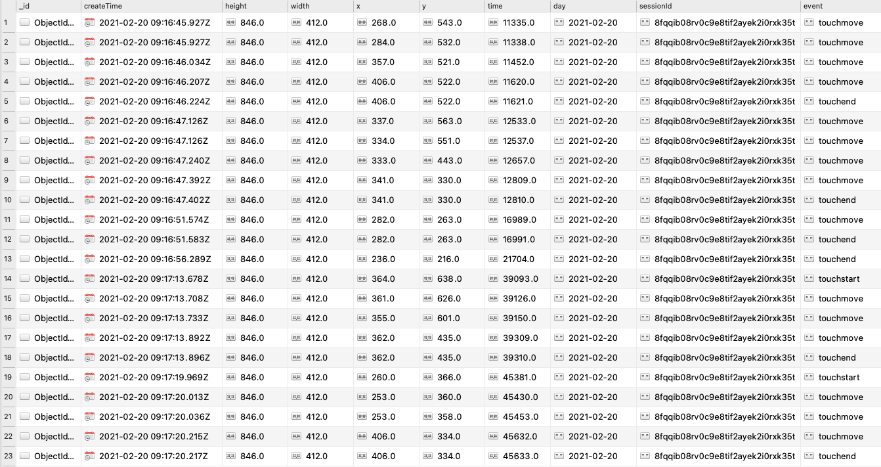 _id createTime height width x y time day sessionId event
1 ObjectId... 2021-02-20 09:16:45.927Z 846.0 412.0 268.0 543.0 11335.0 2021-02-20 8fqqib08rv0c9e8tif2ayek2i0rxk35t touchmove
2 ObjectId... 2021-02-20 09:16:45.927Z 846.0 412.0 284.0 532.0 11338.0 2021-02-20 8fqqib08rv0c9e8tif2ayek2i0rxk35t touchmove
3 ObjectId... 2021-02-20 09:16:46.034Z 846.0 412.0 357.0 521.0 11452.0 2021-02-20 8fqqib08rv0c9e8tif2ayek2i0rxk35t touchmove
4 ObjectId... 2021-02-20 09:16:46.207Z 846.0 412.0 406.0 522.0 11620.0 2021-02-20 8fqqib08rv0c9e8tif2ayek2i0rxk35t touchmove
5 ObjectId... 2021-02-20 09:16:46.224Z 846.0 412.0 406.0 522.0 11621.0 2021-02-20 8fqqib08rv0c9e8tif2ayek2i0rxk35t touchend
6 ObjectId... 2021-02-20 09:16:47.126Z 846.0 412.0 337.0 563.0 12533.0 2021-02-20 8fqqib08rv0c9e8tif2ayek2i0rxk35t touchmove
7 ObjectId... 2021-02-20 09:16:47.126Z 846.0 412.0 334.0 551.0 12537.0 2021-02-20 8fqqib08rv0c9e8tif2ayek2i0rxk35t touchmove
8 ObjectId... 2021-02-20 09:16:47.240Z 846.0 412.0 333.0 443.0 12657.0 2021-02-20 8fqqib08rv0c9e8tif2ayek2i0rxk35t touchmove
9 ObjectId... 2021-02-20 09:16:47.392Z 846.0 412.0 341.0 330.0 12809.0 2021-02-20 8fqqib08rv0c9e8tif2ayek2i0rxk35t touchmove
10 ObjectId... 2021-02-20 09:16:47.402Z 846.0 412.0 341.0 330.0 12810.0 2021-02-20 8fqqib08rv0c9e8tif2ayek2i0rxk35t touchend
11 ObjectId... 2021-02-20 09:16:51.574Z 846.0 412.0 282.0 263.0 16989.0 2021-02-20 8fqqib08rv0c9e8tif2ayek2i0rxk35t touchmove
12 ObjectId... 2021-02-20 09:16:51.583Z 846.0 412.0 282.0 263.0 16991.0 2021-02-20 8fqqib08rv0c9e8tif2ayek2i0rxk35t touchend
13 ObjectId... 2021-02-20 09:16:56.289Z 846.0 412.0 236.0 216.0 21704.0 2021-02-20 8fqqib08rv0c9e8tif2ayek2i0rxk35t touchend
14 ObjectId... 2021-02-20 09:17:13.678Z 846.0 412.0 364.0 638.0 39093.0 2021-02-20 8fqqib08rv0c9e8tif2ayek2i0rxk35t touchstart
15 ObjectId... 2021-02-20 09:17:13.708Z 846.0 412.0 361.0 626.0 39126.0 2021-02-20 8fqqib08rv0c9e8tif2ayek2i0rxk35t touchmove
16 ObjectId... 2021-02-20 09:17:13.733Z 846.0 412.0 355.0 601.0 39150.0 2021-02-20 8fqqib08rv0c9e8tif2ayek2i0rxk35t touchmove
17 ObjectId... 2021-02-20 09:17:13.892Z 846.0 412.0 362.0 435.0 39309.0 2021-02-20 8fqqib08rv0c9e8tif2ayek2i0rxk35t touchmove
18 ObjectId... 2021-02-20 09:17:13.896Z 846.0 412.0 362.0 435.0 39310.0 2021-02-20 8fqqib08rv0c9e8tif2ayek2i0rxk35t touchend
19 ObjectId... 2021-02-20 09:17:19.969Z 846.0 412.0 260.0 366.0 45381.0 2021-02-20 8fqqib08rv0c9e8tif2ayek2i0rxk35t touchstart
20 ObjectId... 2021-02-20 09:17:20.013Z 846.0 412.0 253.0 360.0 45430.0 2021-02-20 8fqqib08rv0c9e8tif2ayek2i0rxk35t touchmove
21 ObjectId... 2021-02-20 09:17:20.036Z 846.0 412.0 253.0 358.0 45453.0 2021-02-20 8fqqib08rv0c9e8tif2ayek2i0rxk35t touchmove
22 ObjectId... 2021-02-20 09:17:20.215Z 846.0 412.0 406.0 334.0 45632.0 2021-02-20 8fqqib08rv0c9e8tif2ayek2i0rxk35t touchmove
23 ObjectId... 2021-02-20 09:17:20.217Z 846.0 412.0 406.0 334.0 45633.0 2021-02-20 8fqqib08rv0c9e8tif2ayek2i0rxk35t touchend